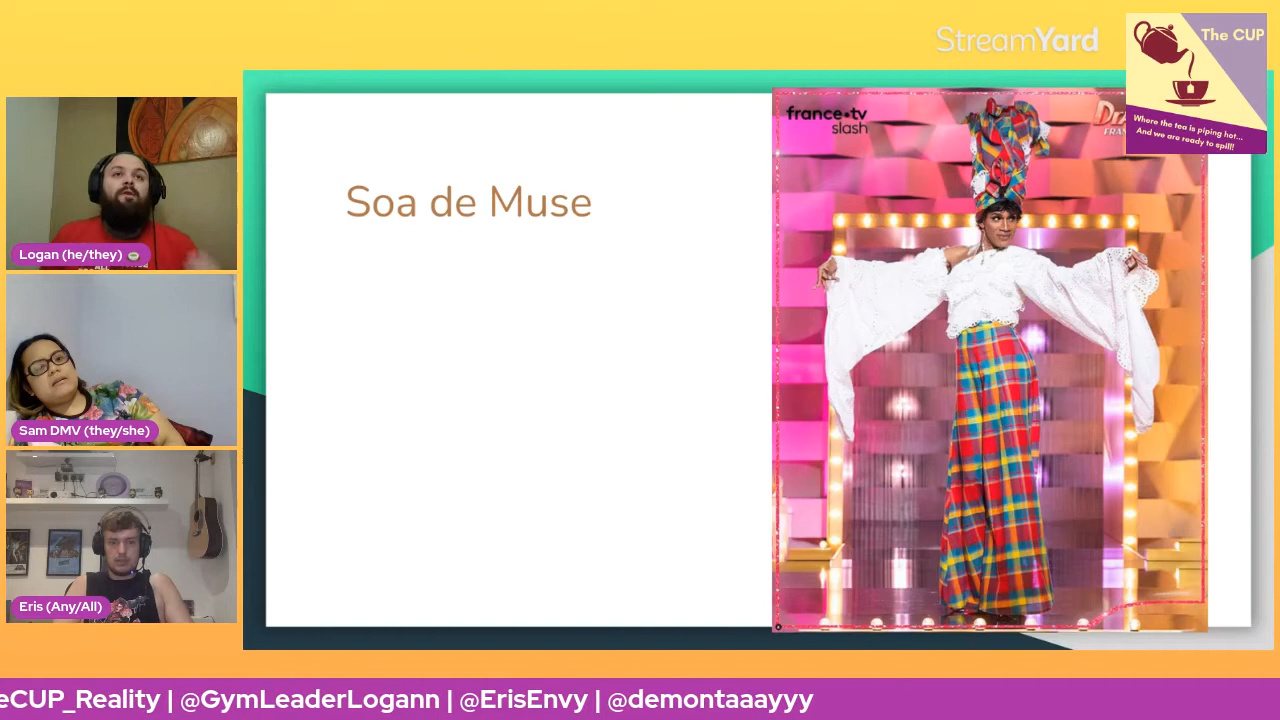 StreamYard
The CUP
Where the tea is piping hot...
And we are ready to spill!
france•tv
slash
Soa de Muse
Logan (he/they)
Sam DMV (they/she)
Eris (Any/All)
eCUP_Reality | @GymLeaderLogann | @ErisEnvy | @demontaaayyy